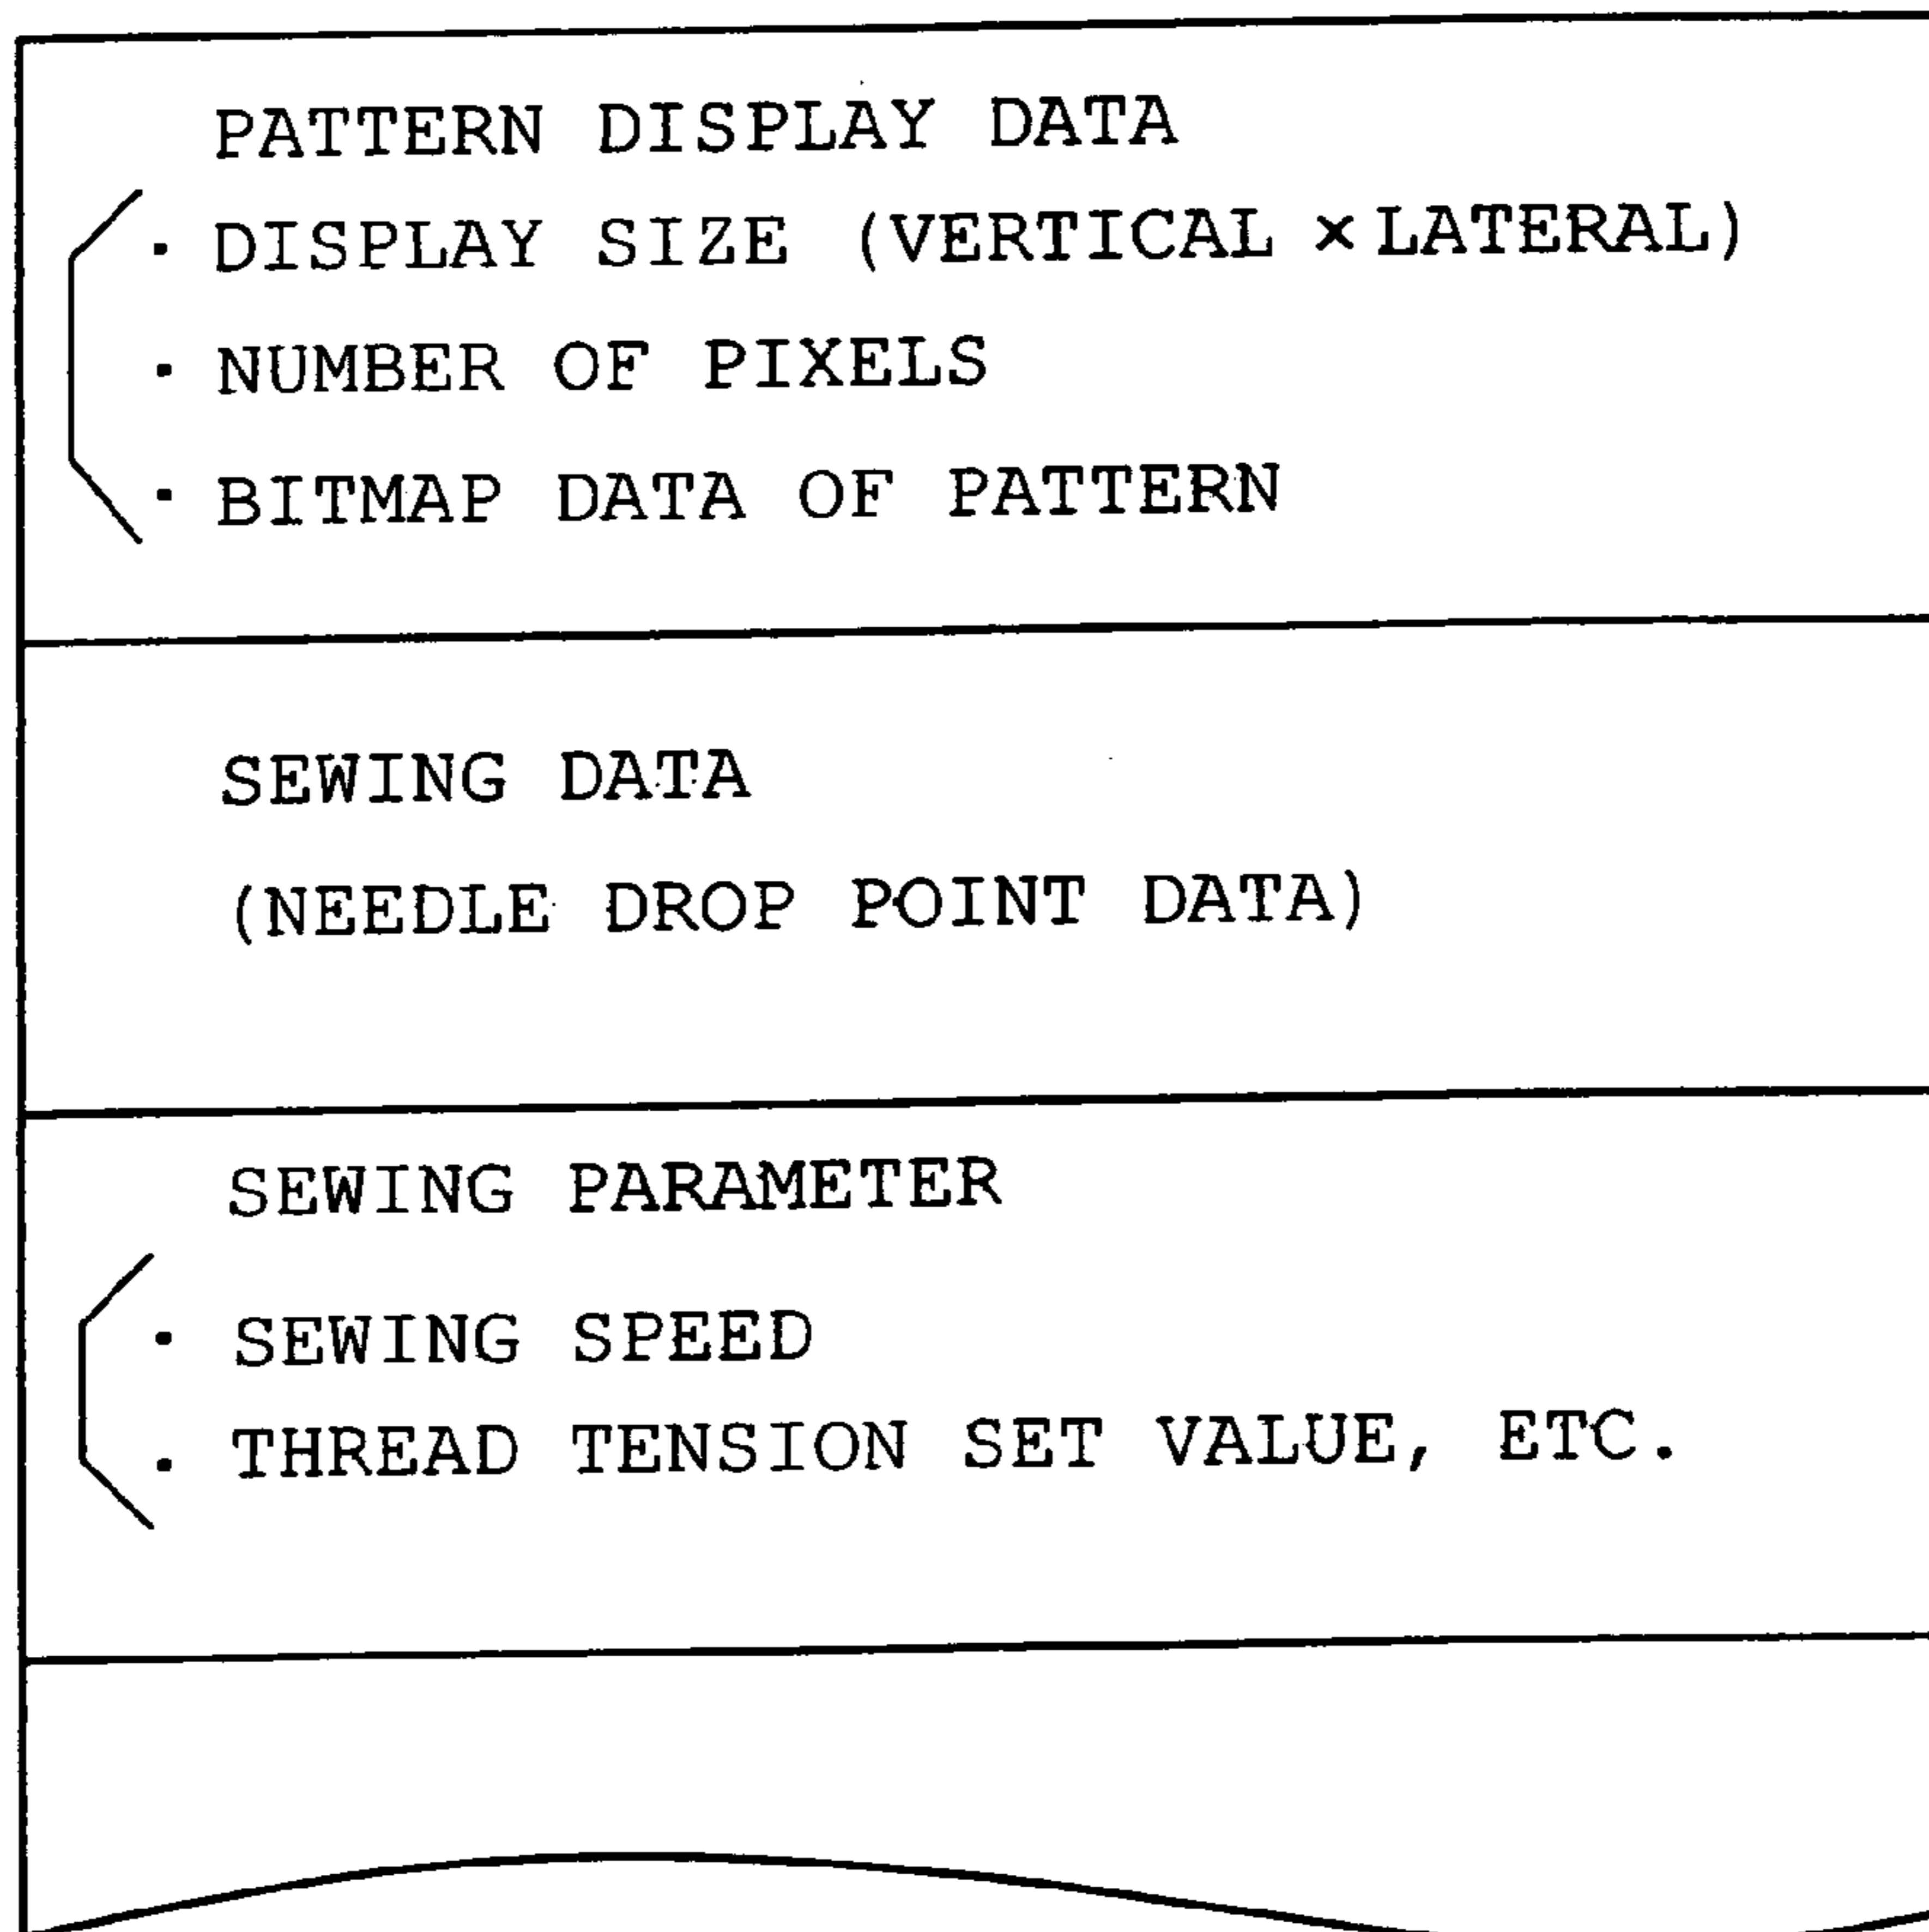 PATTERN DISPLAY DATA
· DISPLAY SIZE (VERTICAL × LATERAL)
· NUMBER OF PIXELS
· BITMAP DATA OF PATTERN
SEWING DATA
(NEEDLE DROP POINT DATA)
SEWING PARAMETER
· SEWING SPEED
· THREAD TENSION SET VALUE, ETC.